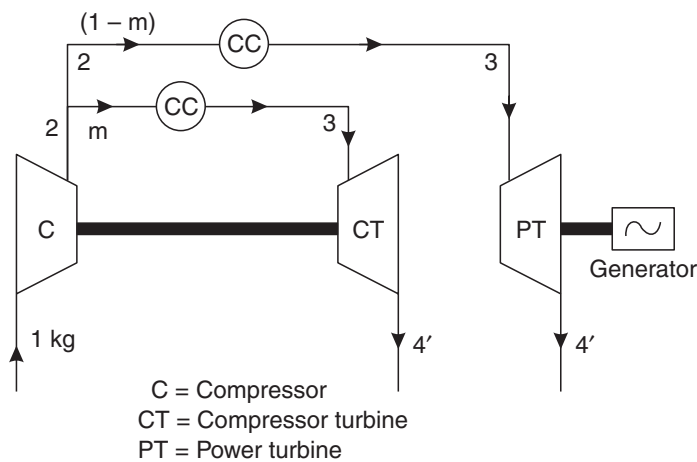 (1 – m)
CC
2
3
CC
2
m
3
C
CT
PT
Generator
1 kg
4′
4′
C = Compressor
CT = Compressor turbine
PT = Power turbine